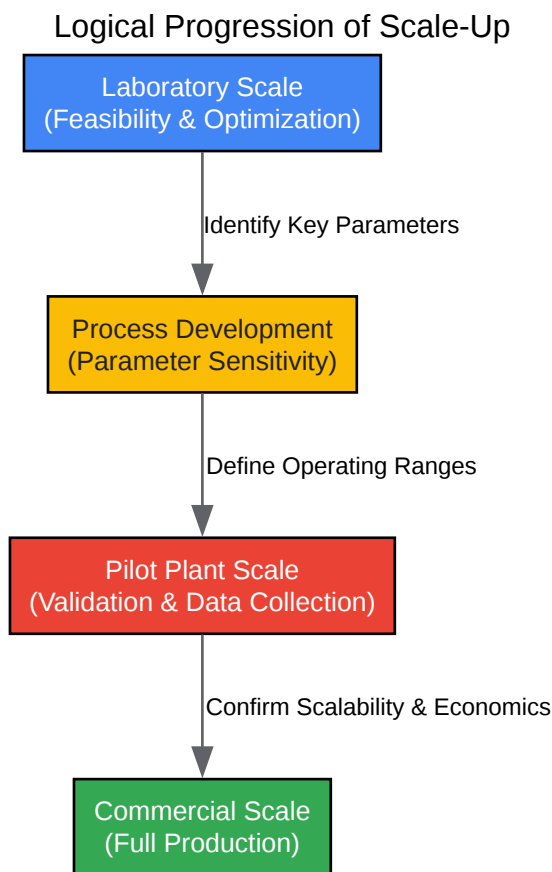 Logical Progression of Scale-Up
Laboratory Scale
(Feasibility & Optimization)
Identify Key Parameters
Process Development
(Parameter Sensitivity)
Define Operating Ranges
Pilot Plant Scale
(Validation & Data Collection)
Confirm Scalability & Economics
Commercial Scale
(Full Production)